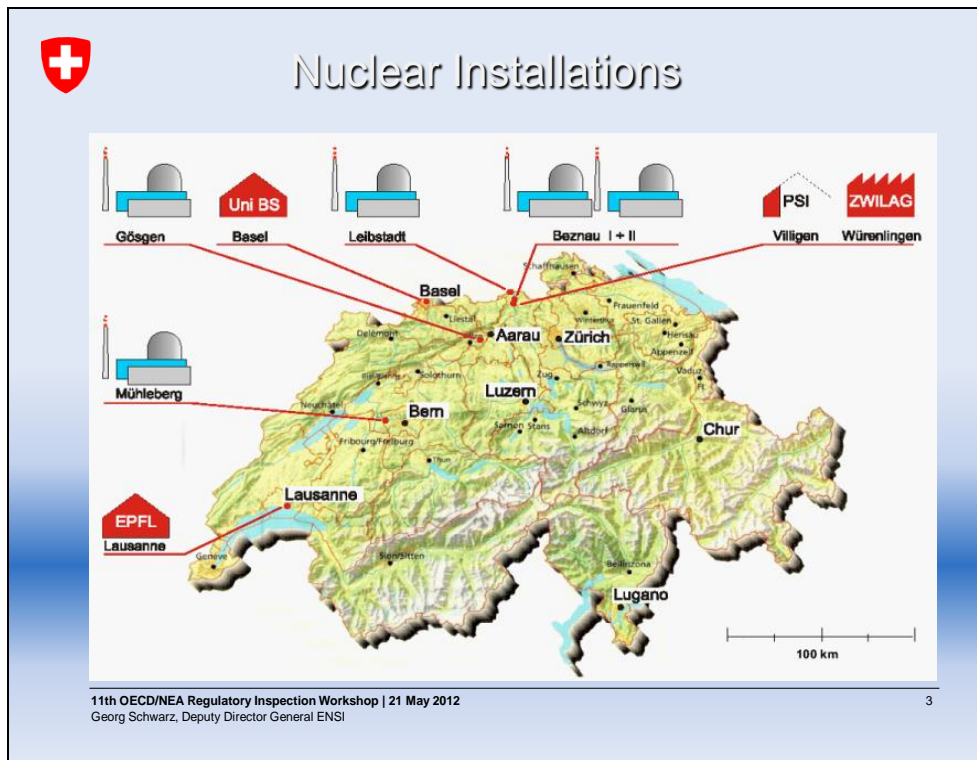 Nuclear Installations
Uni BS
PSI
ZWILAG
Gösgen
Basel
Leibstadt
Beznau I + II
Villigen
Würenlingen
Schaffhausen
Basel
Frauenfeld
Liestal
Winterthur
St. Gallen
Delémont
Aarau
Zürich
Herisau
Appenzell
Rapperswil
Vaduz
Mühleberg
Solothurn
Zug
FL
Luzern
Neuchâtel
Schwyz
Glarus
Bern
Sarnen
Stans
Altdorf
Chur
Fribourg/Freiburg
Thun
Lausanne
EPFL
Lausanne
Genève
Sion/Sitten
Bellinzona
Lugano
100 km
11th OECD/NEA Regulatory Inspection Workshop | 21 May 2012
3
Georg Schwarz, Deputy Director General ENSI